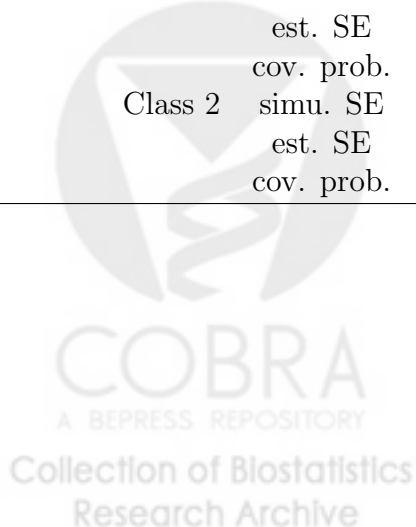 est. SE
cov. prob.
Class 2 simu. SE
est. SE
cov. prob.
COBRA
A BEPRESS REPOSITORY
Collection of Biostatistics
Research Archive